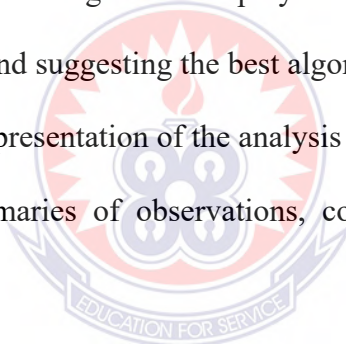 nd suggesting the best algor
presentation of the analysis
maries of observations, co
EDUCATION FOR SERVICE